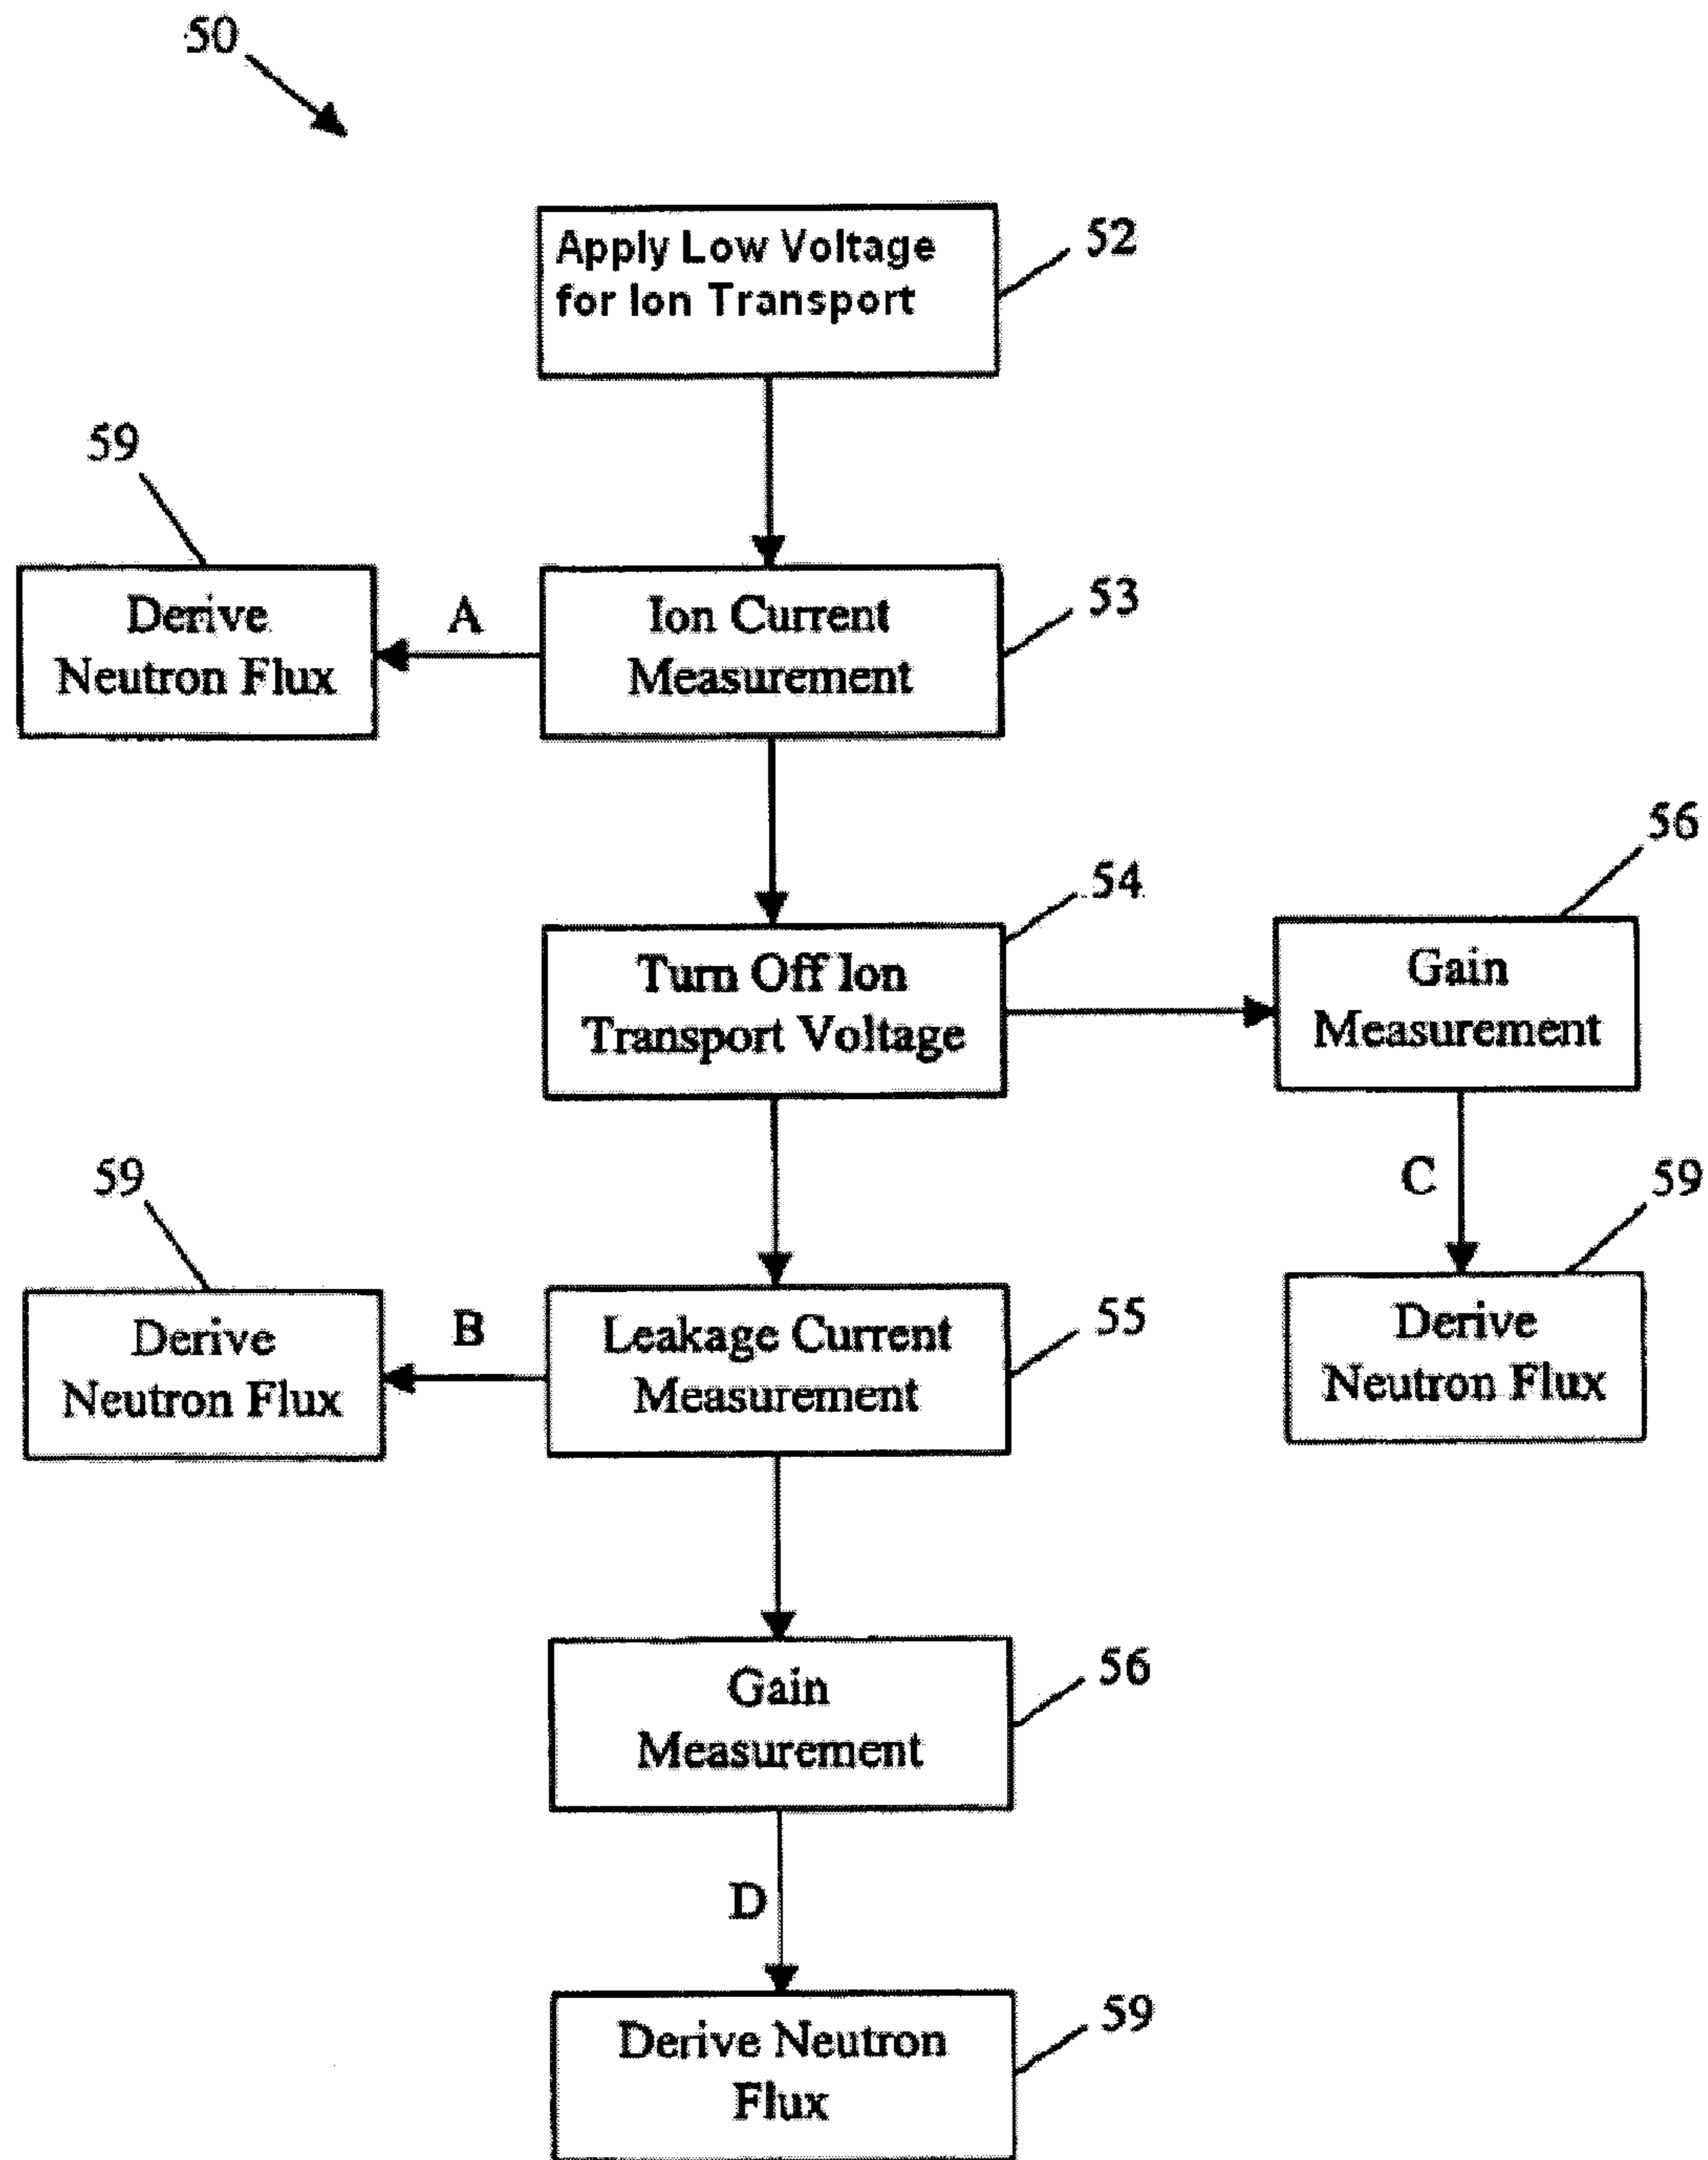 50
Apply Low Voltage
for Ion Transport
52
59
Derive
Neutron Flux
A
Ion Current
Measurement
53
54
Turn Off Ion
Transport Voltage
56
Gain
Measurement
C
59
Derive
Neutron Flux
59
Derive
Neutron Flux
B
Leakage Current
Measurement
55
Gain
Measurement
56
D
Derive Neutron
Flux
59